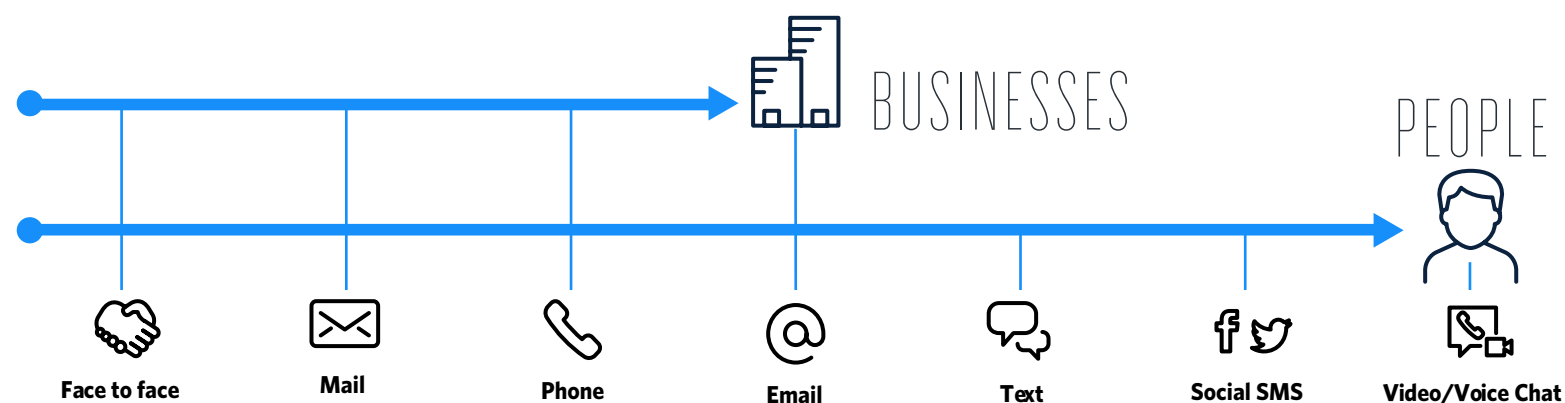 BUSINESSES
PEOPLE
Face to face
Mail
Phone
Email
Text
Social SMS
Video/Voice Chat